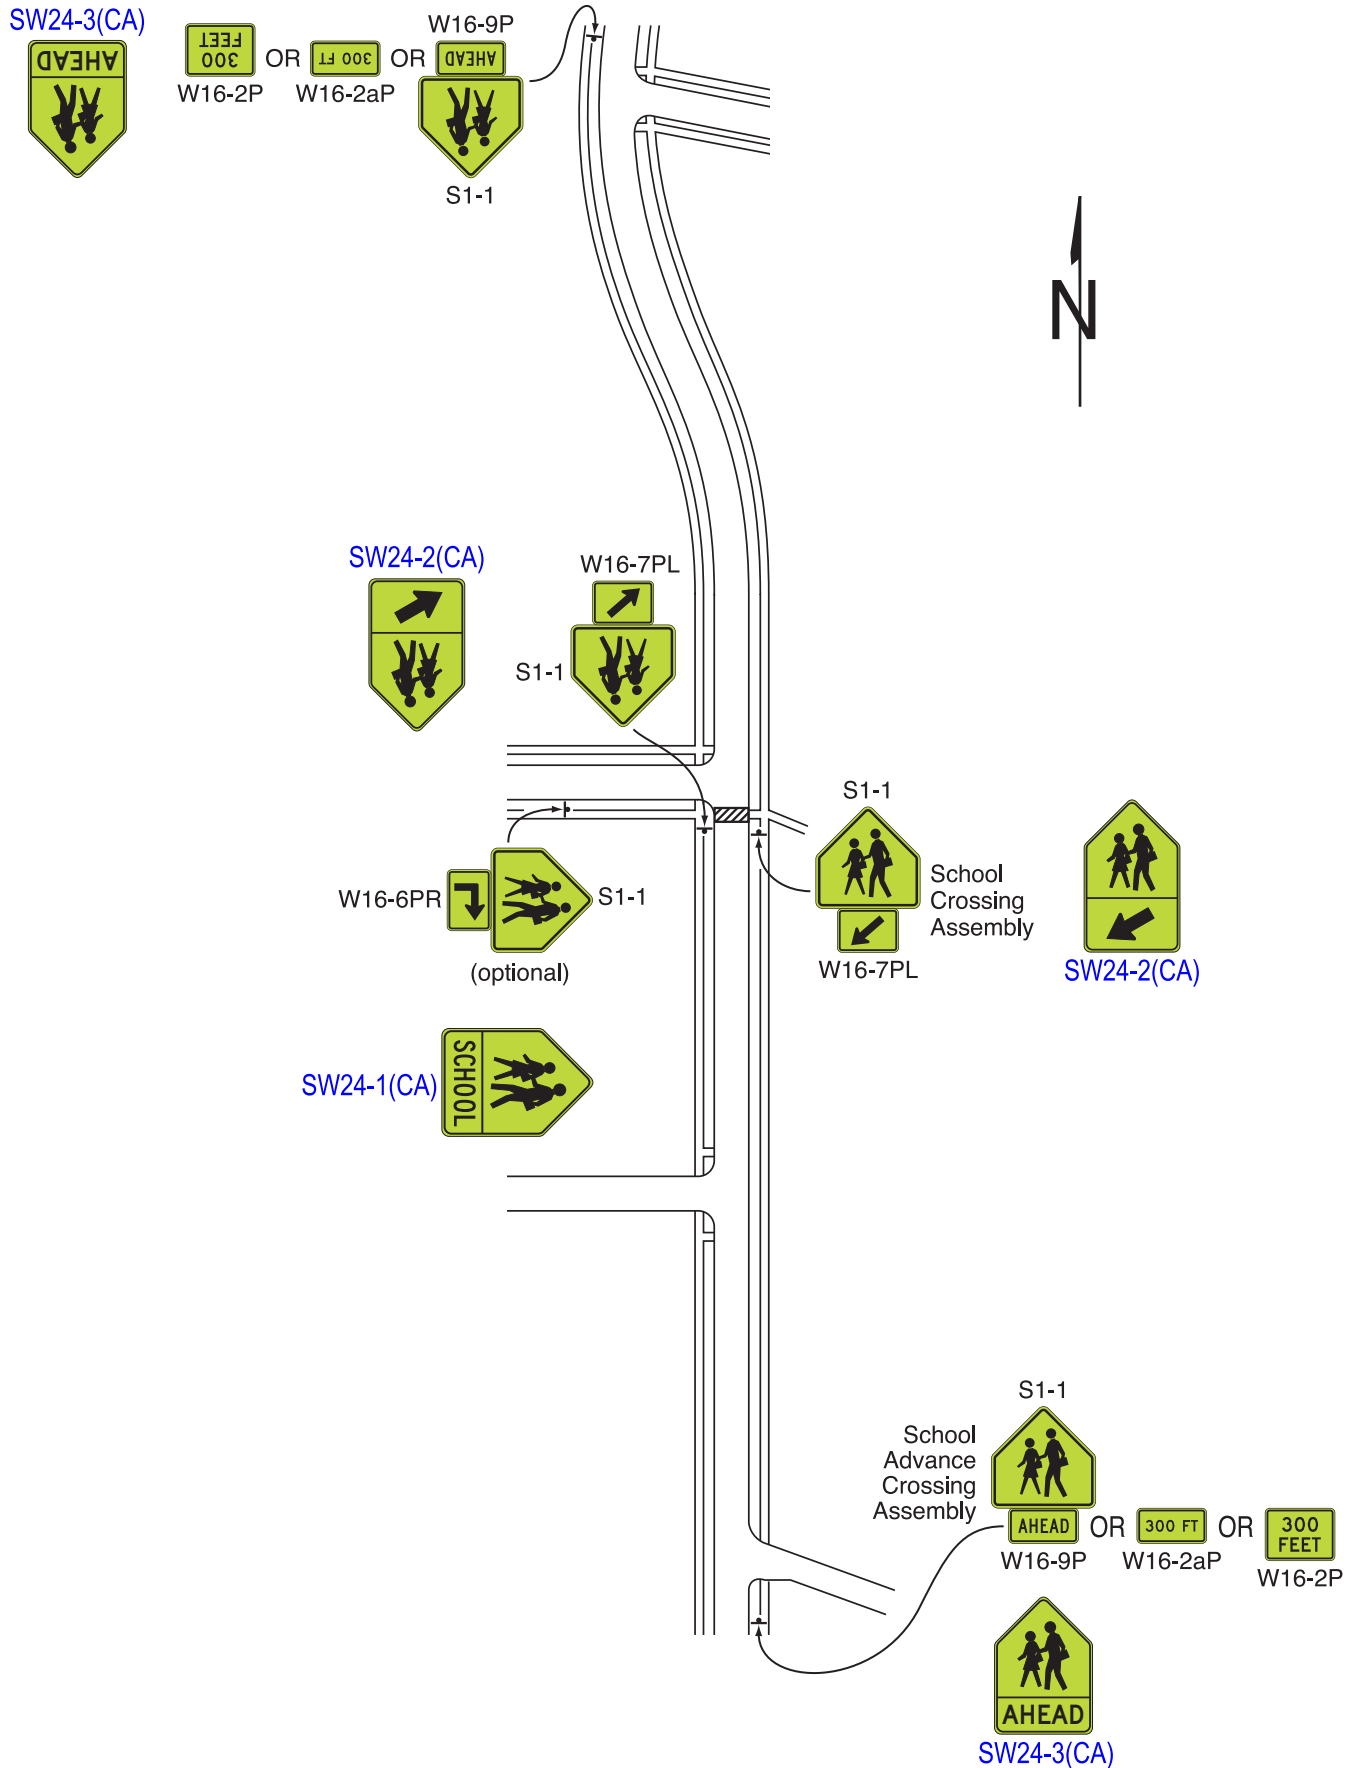 SW24-3(CA)
AHEAD
300
FEET
W16-2P
OR
300 FT
W16-2aP
OR
W16-9P
AHEAD
S1-1
N
SW24-2(CA)
W16-7PL
S1-1
S1-1
School
Crossing
Assembly
W16-7PL
SW24-2(CA)
W16-6PR
S1-1
(optional)
SW24-1(CA)
SCHOOL
S1-1
School
Advance
Crossing
Assembly
AHEAD
W16-9P
OR
300 FT
W16-2aP
OR
300
FEET
W16-2P
AHEAD
SW24-3(CA)